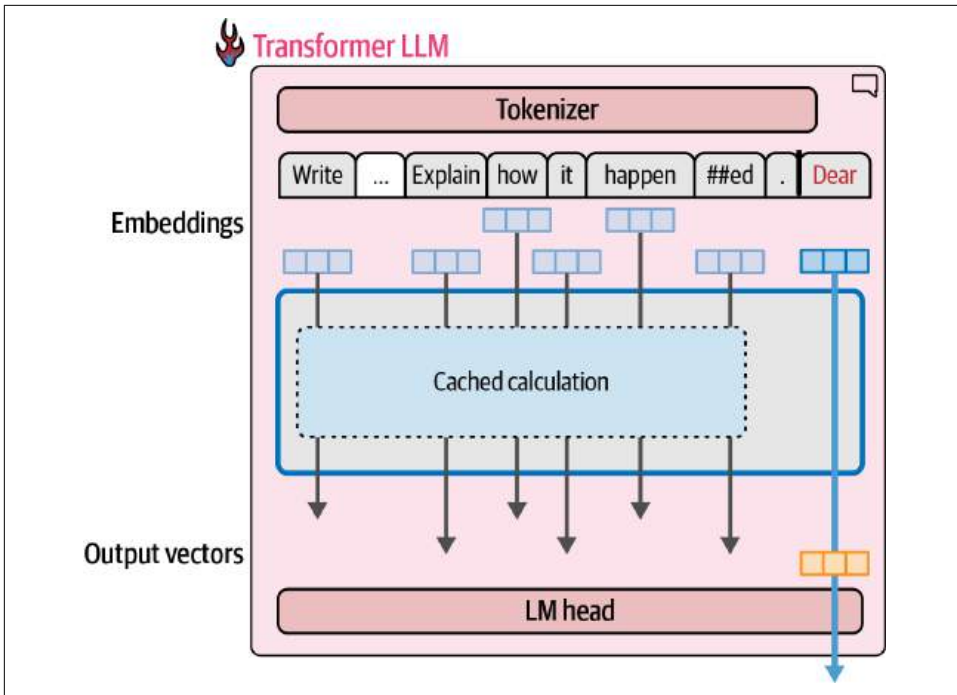 Transformer LLM
Tokenizer
Write ... Explain how it happen ##ed . Dear
Embeddings
Cached calculation
Output vectors
LM head